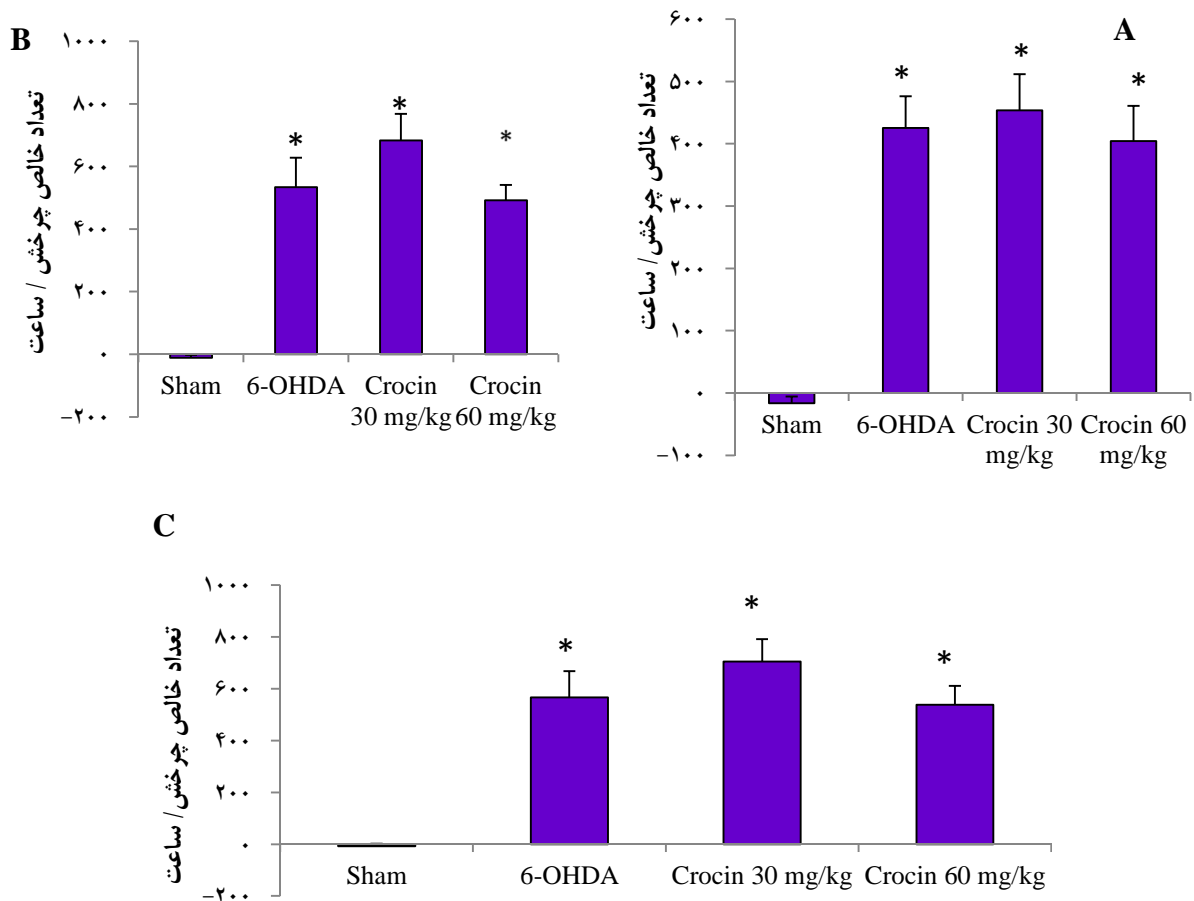 B
تعداد خالص چرخش / ساعت
۱۰۰۰
۸۰۰
۶۰۰
۴۰۰
۲۰۰
۰
-۲۰۰
*
*
*
Sham
6-OHDA
Crocin
30 mg/kg
Crocin
60 mg/kg
A
تعداد خالص چرخش / ساعت
۶۰۰
۵۰۰
۴۰۰
۳۰۰
۲۰۰
۱۰۰
۰
-۱۰۰
*
*
*
Sham
6-OHDA
Crocin 30
mg/kg
Crocin 60
mg/kg
C
تعداد خالص چرخش / ساعت
۱۰۰۰
۸۰۰
۶۰۰
۴۰۰
۲۰۰
۰
-۲۰۰
*
*
*
Sham
6-OHDA
Crocin 30 mg/kg
Crocin 60 mg/kg